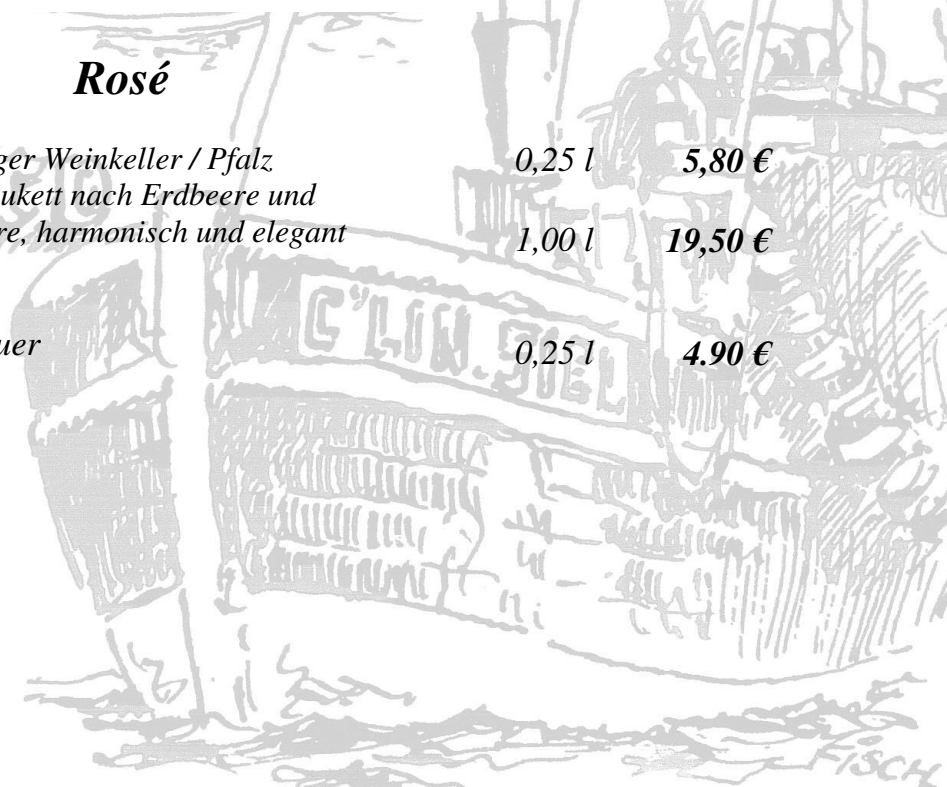 Rosé
ger Weinkeller / Pfalz 0,25 l 5,80 €
ukett nach Erdbeere und
re, harmonisch und elegant 1,00 l 19,50 €
uer 0,25 l 4.90 €
FISCH